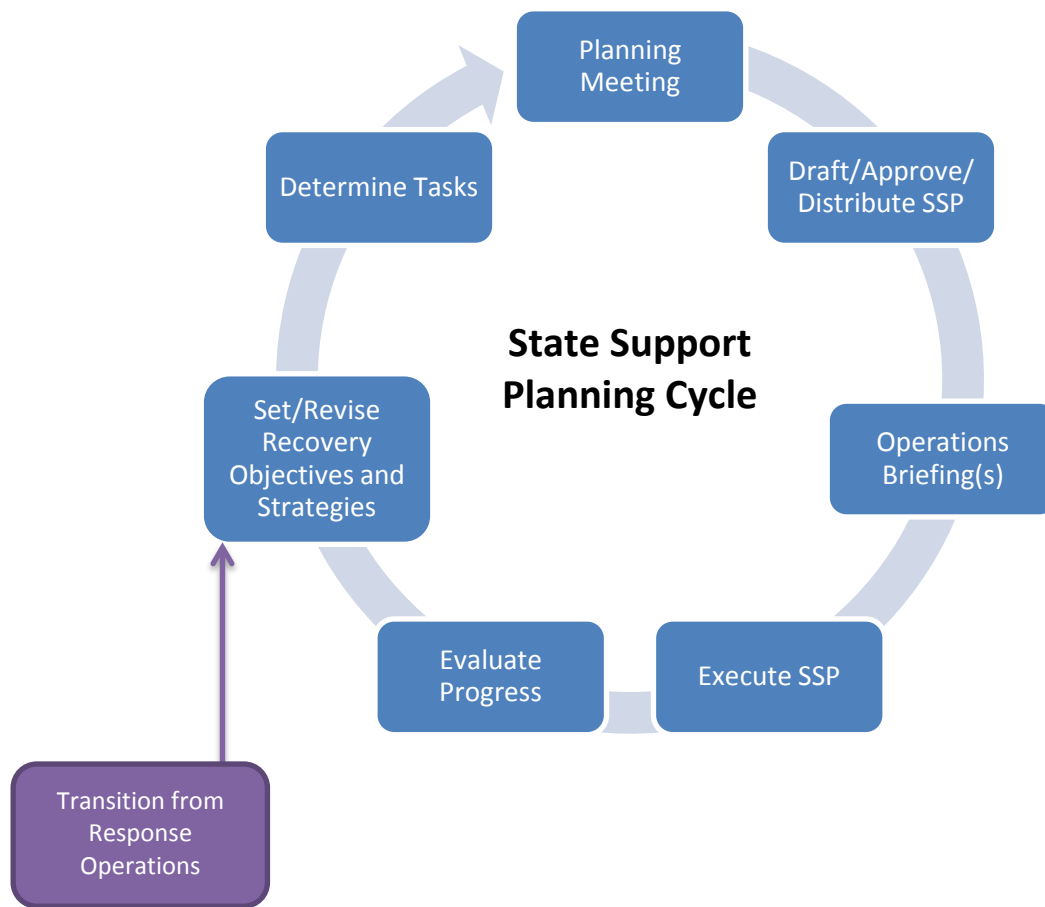 Planning
Meeting
Draft/Approve/
Distribute SSP
Operations
Briefing(s)
Execute SSP
Evaluate
Progress
Set/Revise
Recovery
Objectives and
Strategies
Determine Tasks
State Support
Planning Cycle
Transition from
Response
Operations